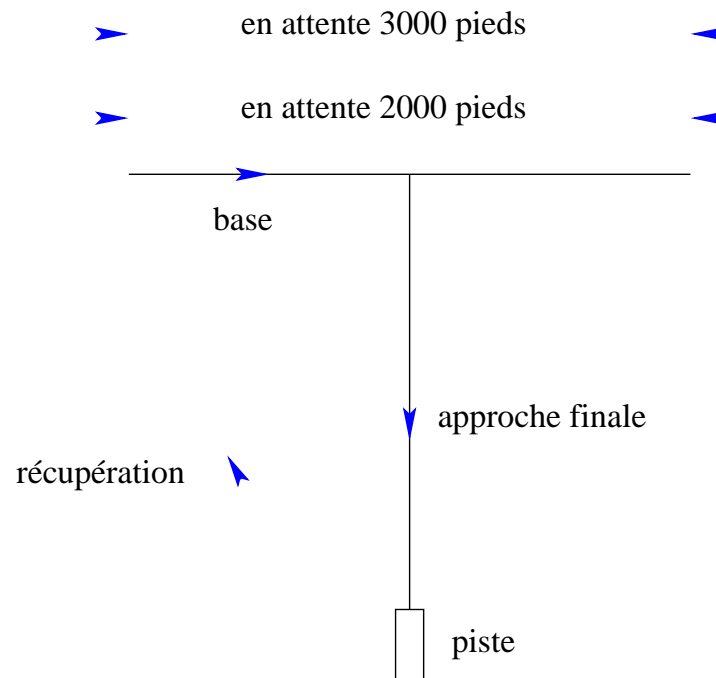 en attente 3000 pieds
en attente 2000 pieds
base
approche finale
récupération
piste